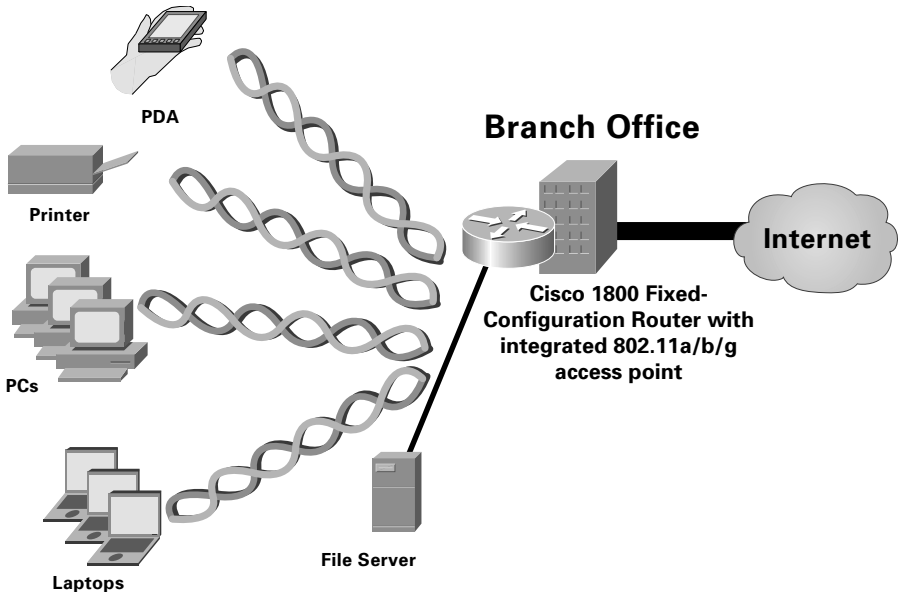 PDA
Branch Office
Printer
Internet
Cisco 1800 Fixed-
Configuration Router with
integrated 802.11a/b/g
access point
PCs
File Server
Laptops